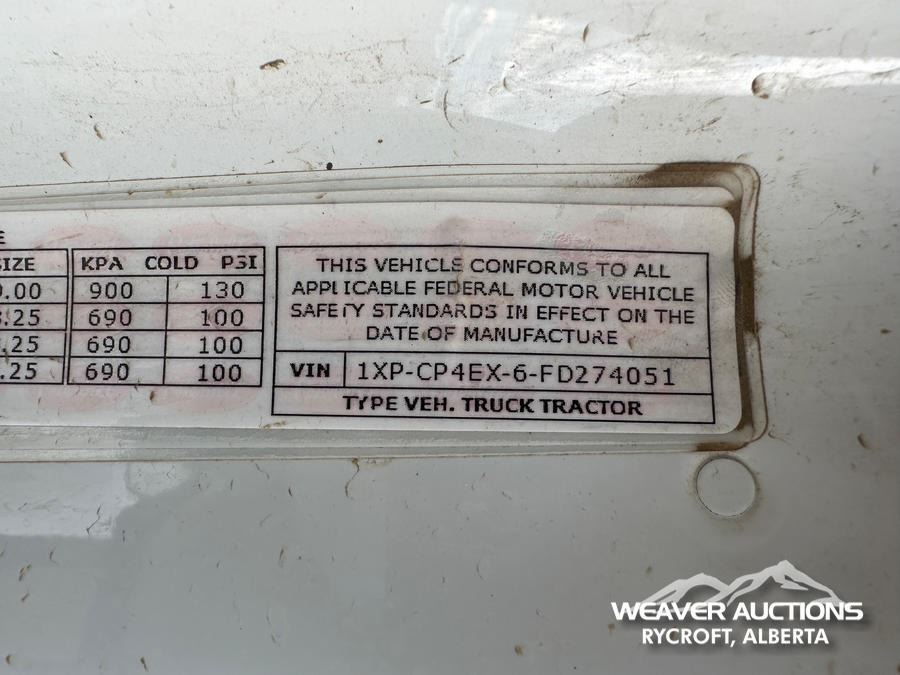 E
SIZE KPA COLD PSI
.00 900 130
.25 690 100
.25 690 100
.25 690 100
THIS VEHICLE CONFORMS TO ALL
APPLICABLE FEDERAL MOTOR VEHICLE
SAFETY STANDARDS IN EFFECT ON THE
DATE OF MANUFACTURE
VIN 1XP-CP4EX-6-FD274051
TYPE VEH. TRUCK TRACTOR
WEAVER AUCTIONS
RYCROFT, ALBERTA